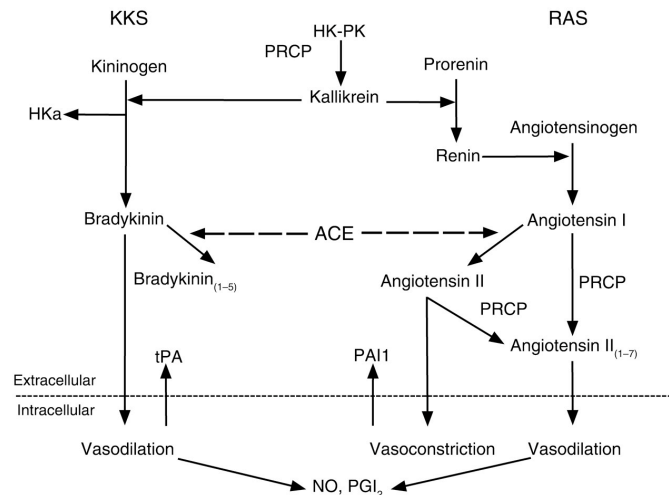 KKS
RAS
HK-PK
PRCP
Kininogen
Prorenin
Kallikrein
HKa
Angiotensinogen
Renin
Bradykinin
ACE
Angiotensin I
Bradykinin(1–5)
Angiotensin II
PRCP
PRCP
Angiotensin II(1–7)
tPA
PAI1
Extracellular
Intracellular
Vasodilation
Vasoconstriction
Vasodilation
NO, PGI2